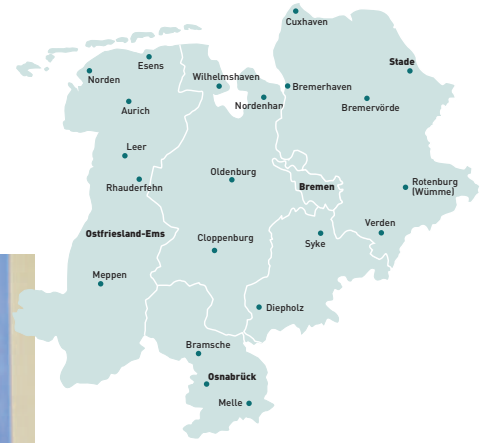 Cuxhaven
Esens
Stade
Norden
Wilhelmshaven
Bremerhaven
Nordenhan
Bremervörde
Aurich
Leer
Oldenburg
Rhauderfehn
Bremen
Rotenburg
(Wümme)
Verden
Ostfriesland-Ems
Cloppenburg
Syke
Meppen
Diepholz
Bramsche
Osnabrück
Melle